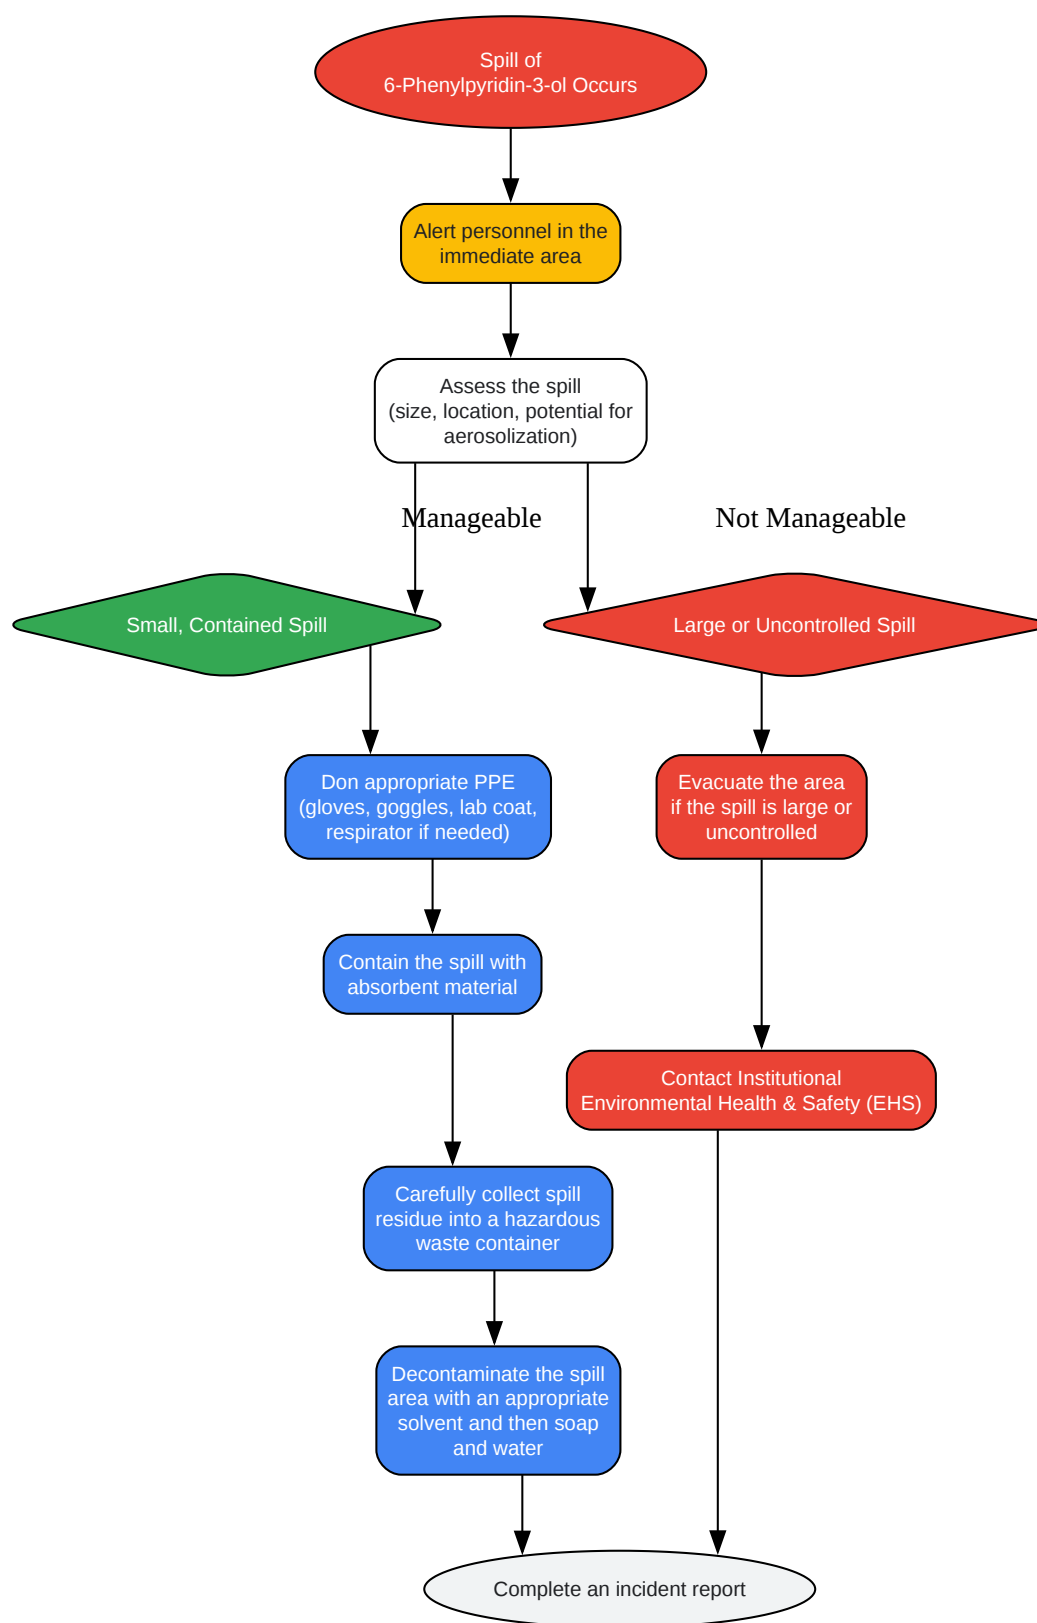 Spill of
6-Phenylpyridin-3-ol Occurs
Alert personnel in the
immediate area
Assess the spill
(size, location, potential for
aerosolization)
Manageable
Not Manageable
Small, Contained Spill
Large or Uncontrolled Spill
Don appropriate PPE
(gloves, goggles, lab coat,
respirator if needed)
Evacuate the area
if the spill is large or
uncontrolled
Contain the spill with
absorbent material
Contact Institutional
Environmental Health & Safety (EHS)
Carefully collect spill
residue into a hazardous
waste container
Decontaminate the spill
area with an appropriate
solvent and then soap
and water
Complete an incident report